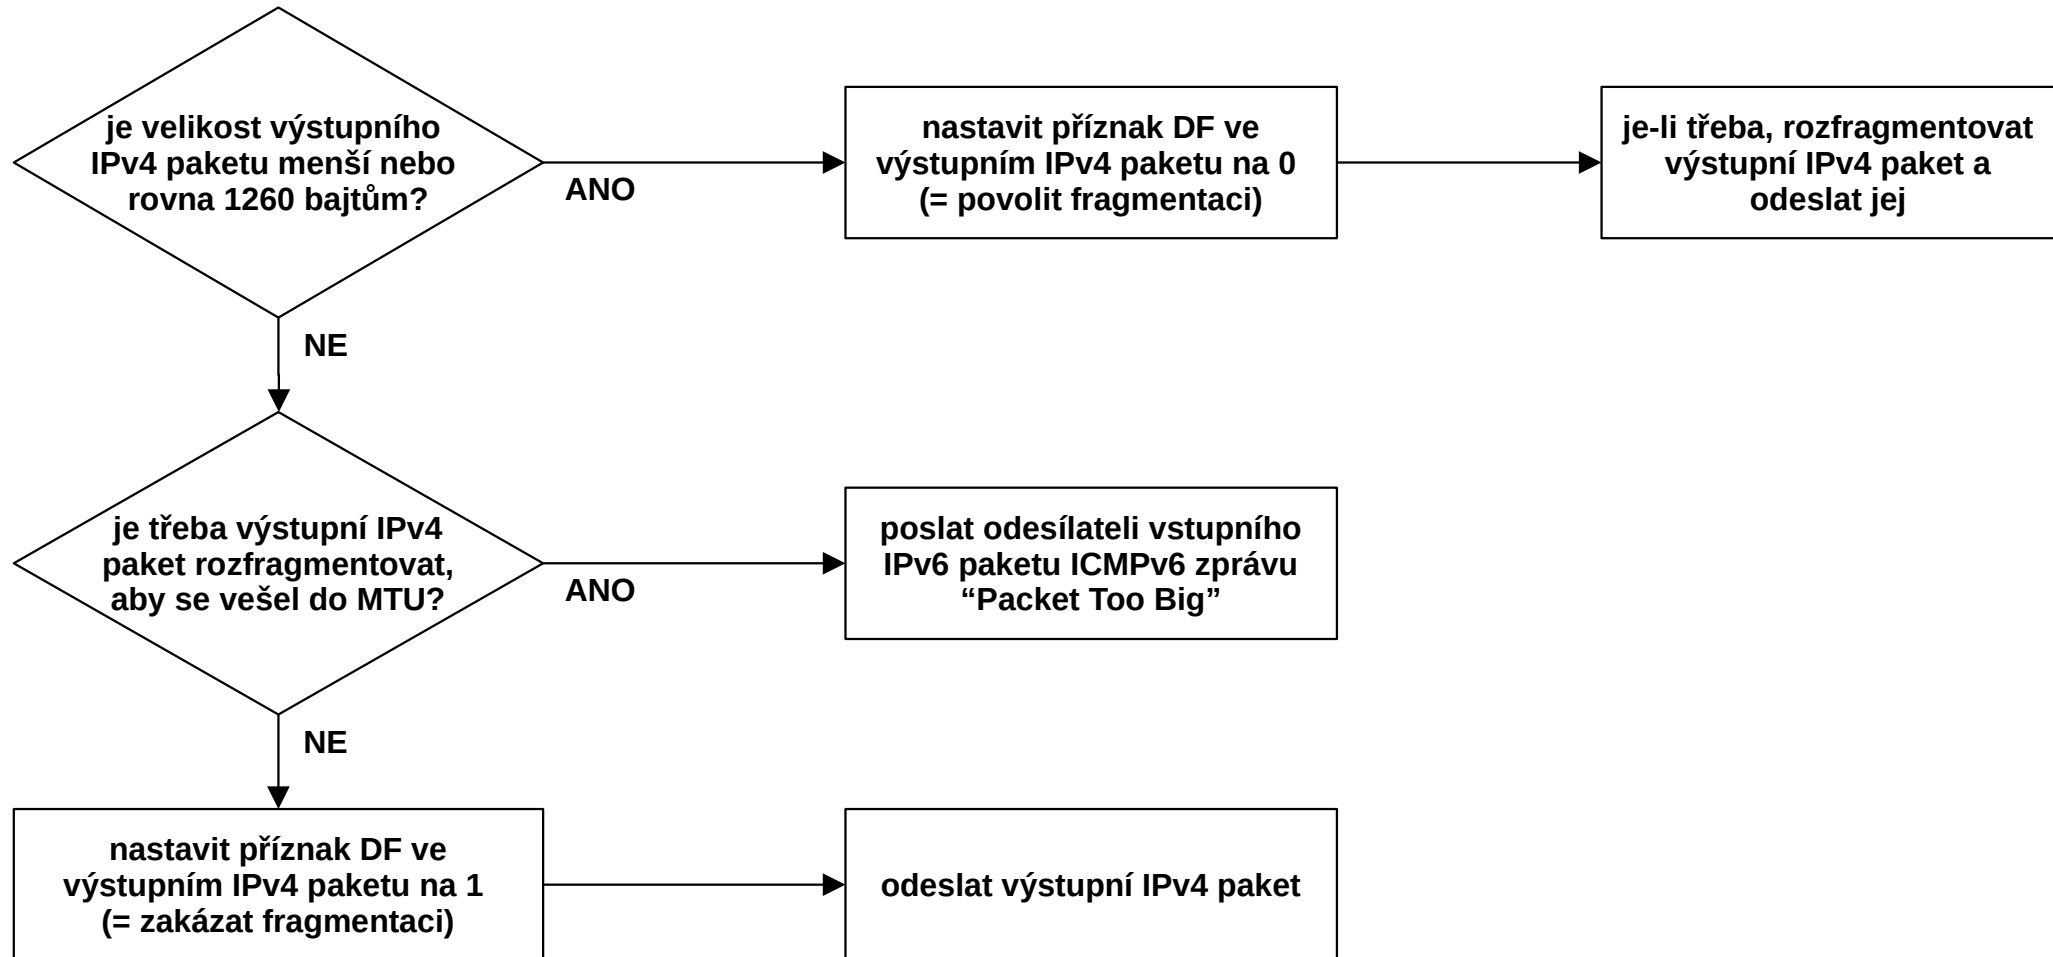 je velikost výstupního
IPv4 paketu menší nebo
rovna 1260 bajtům?
ANO
nastavit příznak DF ve
výstupním IPv4 paketu na 0
(= povolit fragmentaci)
je-li třeba, rozfragmentovat
výstupní IPv4 paket a
odeslat jej
NE
je třeba výstupní IPv4
paket rozfragmentovat,
aby se vešel do MTU?
ANO
poslat odesílateli vstupního
IPv6 paketu ICMPv6 zprávu
“Packet Too Big”
NE
nastavit příznak DF ve
výstupním IPv4 paketu na 1
(= zakázat fragmentaci)
odeslat výstupní IPv4 paket